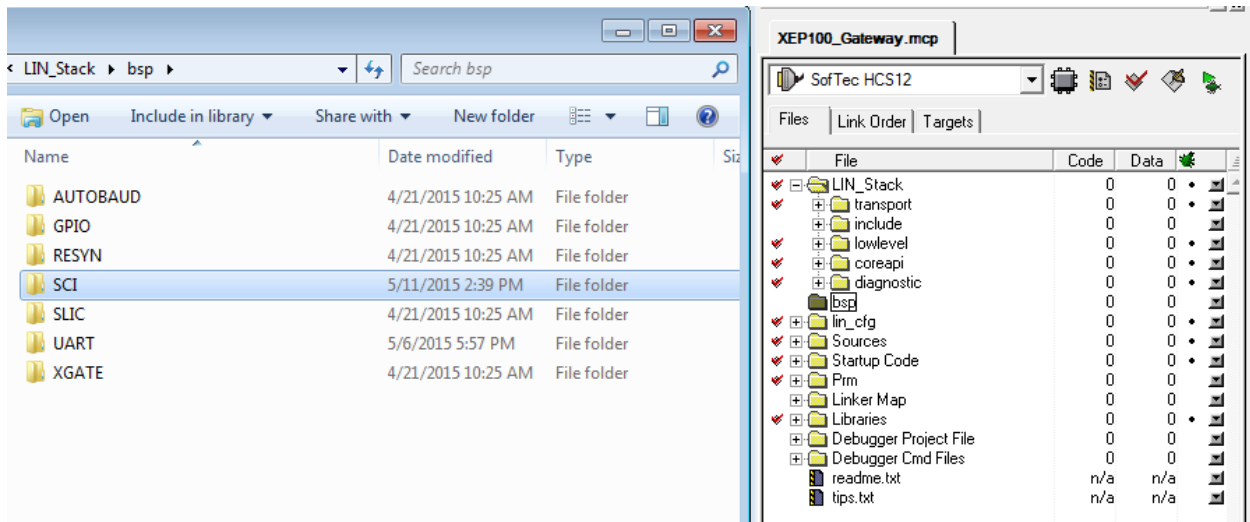 LIN_Stack bsp
Search bsp
Open Include in library Share with New folder
Name Date modified Type
AUTOBAUD 4/21/2015 10:25 AM File folder
GPIO 4/21/2015 10:25 AM File folder
RESYN 4/21/2015 10:25 AM File folder
SCI 5/11/2015 2:39 PM File folder
SLIC 4/21/2015 10:25 AM File folder
UART 5/6/2015 5:57 PM File folder
XGATE 4/21/2015 10:25 AM File folder
XEP100_Gateway.mcp
SofTec HCS12
Files Link Order Targets
File Code Data
LIN_Stack 0 0
transport 0 0
include 0 0
lowlevel 0 0
coreapi 0 0
diagnostic 0 0
bsp 0 0
lin_cfg 0 0
Sources 0 0
Startup Code 0 0
Prm 0 0
Linker Map 0 0
Libraries 0 0
Debugger Project File 0 0
Debugger Cmd Files 0 0
readme.txt n/a n/a
tips.txt n/a n/a